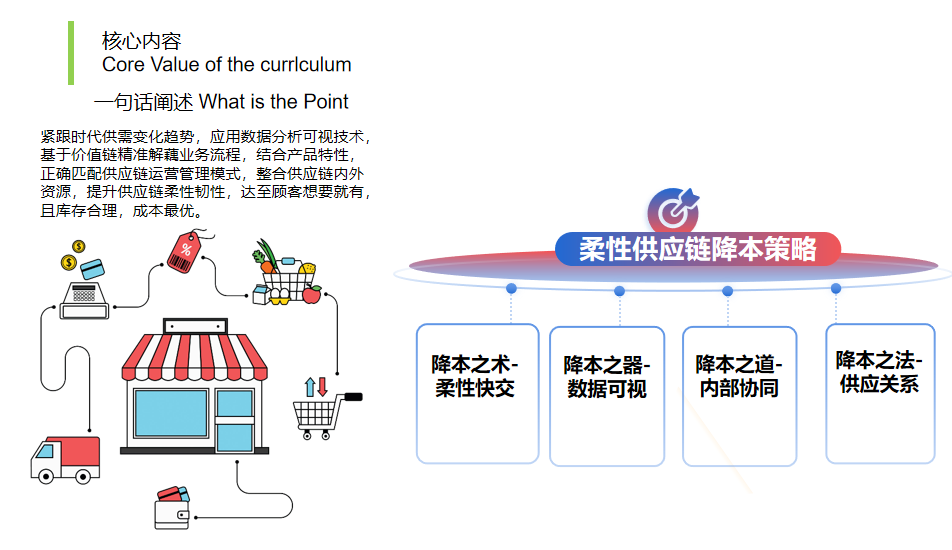 核心内容
Core Value of the currlculum
一句话阐述 What is the Point
紧跟时代供需变化趋势，应用数据分析可视技术，
基于价值链精准解藕业务流程，结合产品特性，
正确匹配供应链运营管理模式，整合供应链内外
资源，提升供应链柔性韧性，达至顾客想要就有，
且库存合理，成本最优。
%
$
$
柔性供应链降本策略
降本之术-
柔性快交
降本之器-
数据可视
降本之道-
内部协同
降本之法-
供应关系